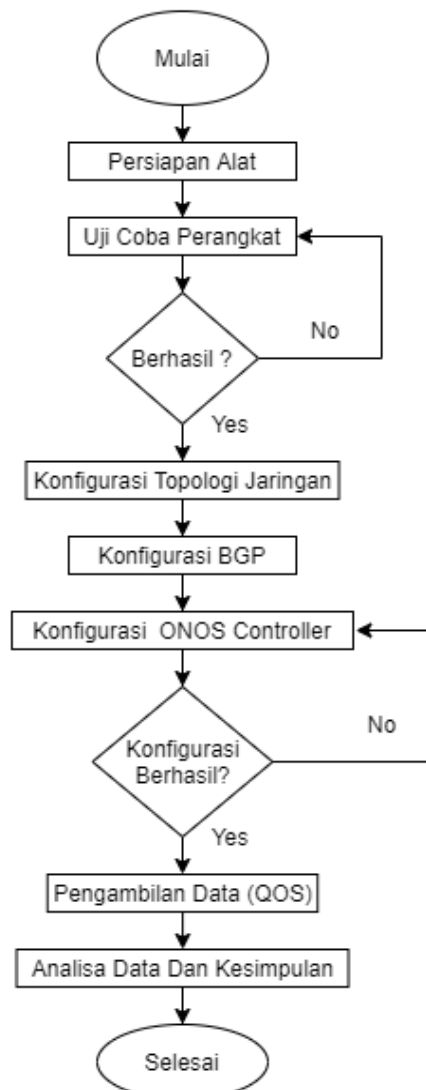 Mulai
Persiapan Alat
Uji Coba Perangkat
No
Berhasil ?
Yes
Konfigurasi Topologi Jaringan
Konfigurasi BGP
Konfigurasi ONOS Controller
No
Konfigurasi
Berhasil?
Yes
Pengambilan Data (QOS)
Analisa Data Dan Kesimpulan
Selesai